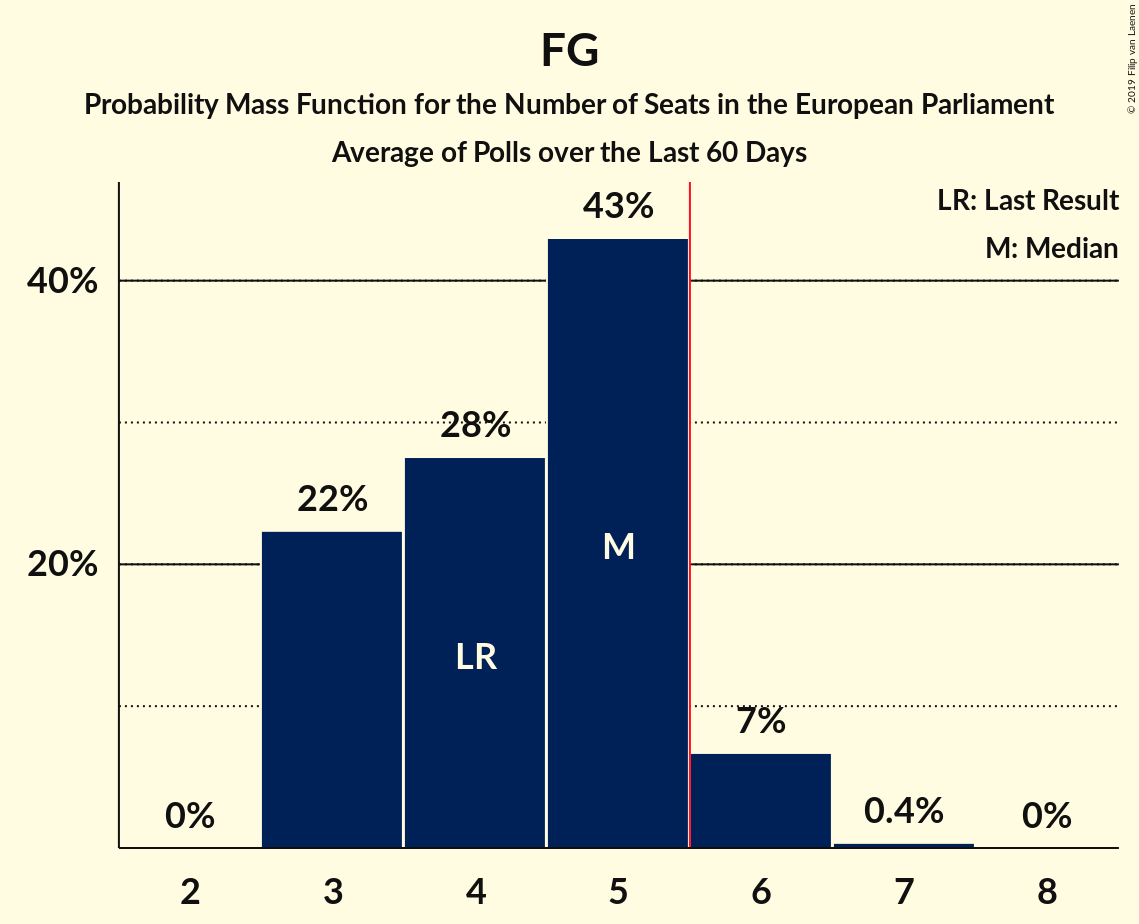 FG
Probability Mass Function for the Number of Seats in the European Parliament
Average of Polls over the Last 60 Days
© 2019 Filip van Laenen
LR: Last Result
M: Median
43%
40%
28%
22%
20%
M
LR
7%
0%
0.4%
0%
2 3 4 5 6 7 8